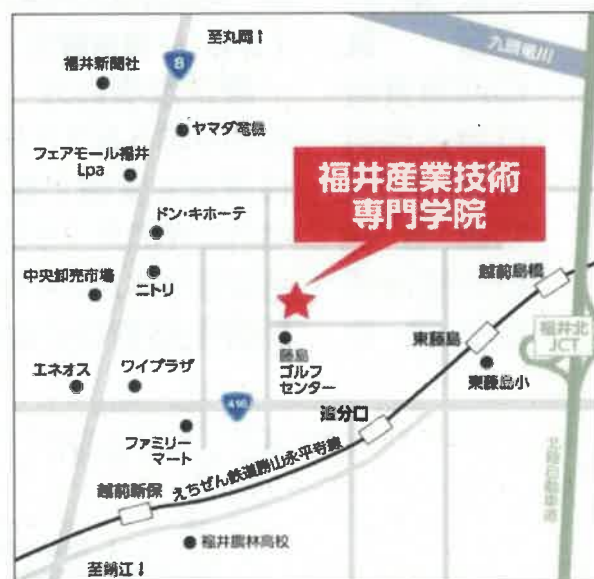 至丸岡↑
九頭竜川
8
福井新聞社
ヤマダ電機
フェアモール福井
Lpa
福井産業技術
専門学院
ドン・キホーテ
中央卸売市場
ニトリ
越前島橋
東藤島
福井北
JCT
藤島
ゴルフ
センター
エネオス
ワイプラザ
東藤島小
416
追分口
ファミリー
マート
えちぜん鉄道勝山永平寺線
北陸自動車道
越前新保
福井農林高校
至鯖江↓